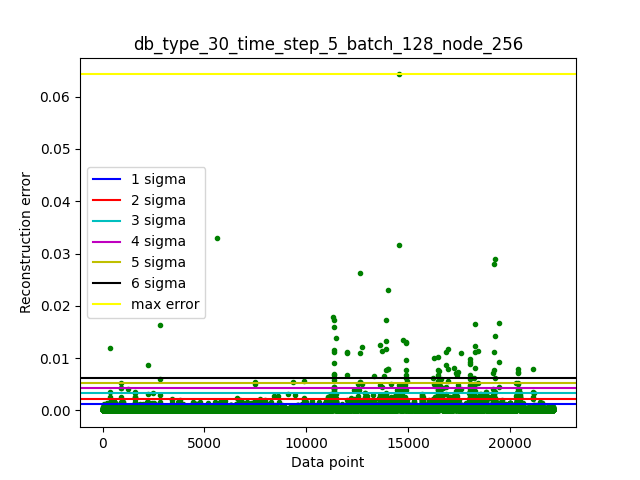 db_type_30_time_step_5_batch_128_node_256
Reconstruction error
0.06
0.05
0.04
0.03
0.02
0.01
0.00
1 sigma
2 sigma
3 sigma
4 sigma
5 sigma
6 sigma
max error
0 5000 10000 15000 20000
Data point